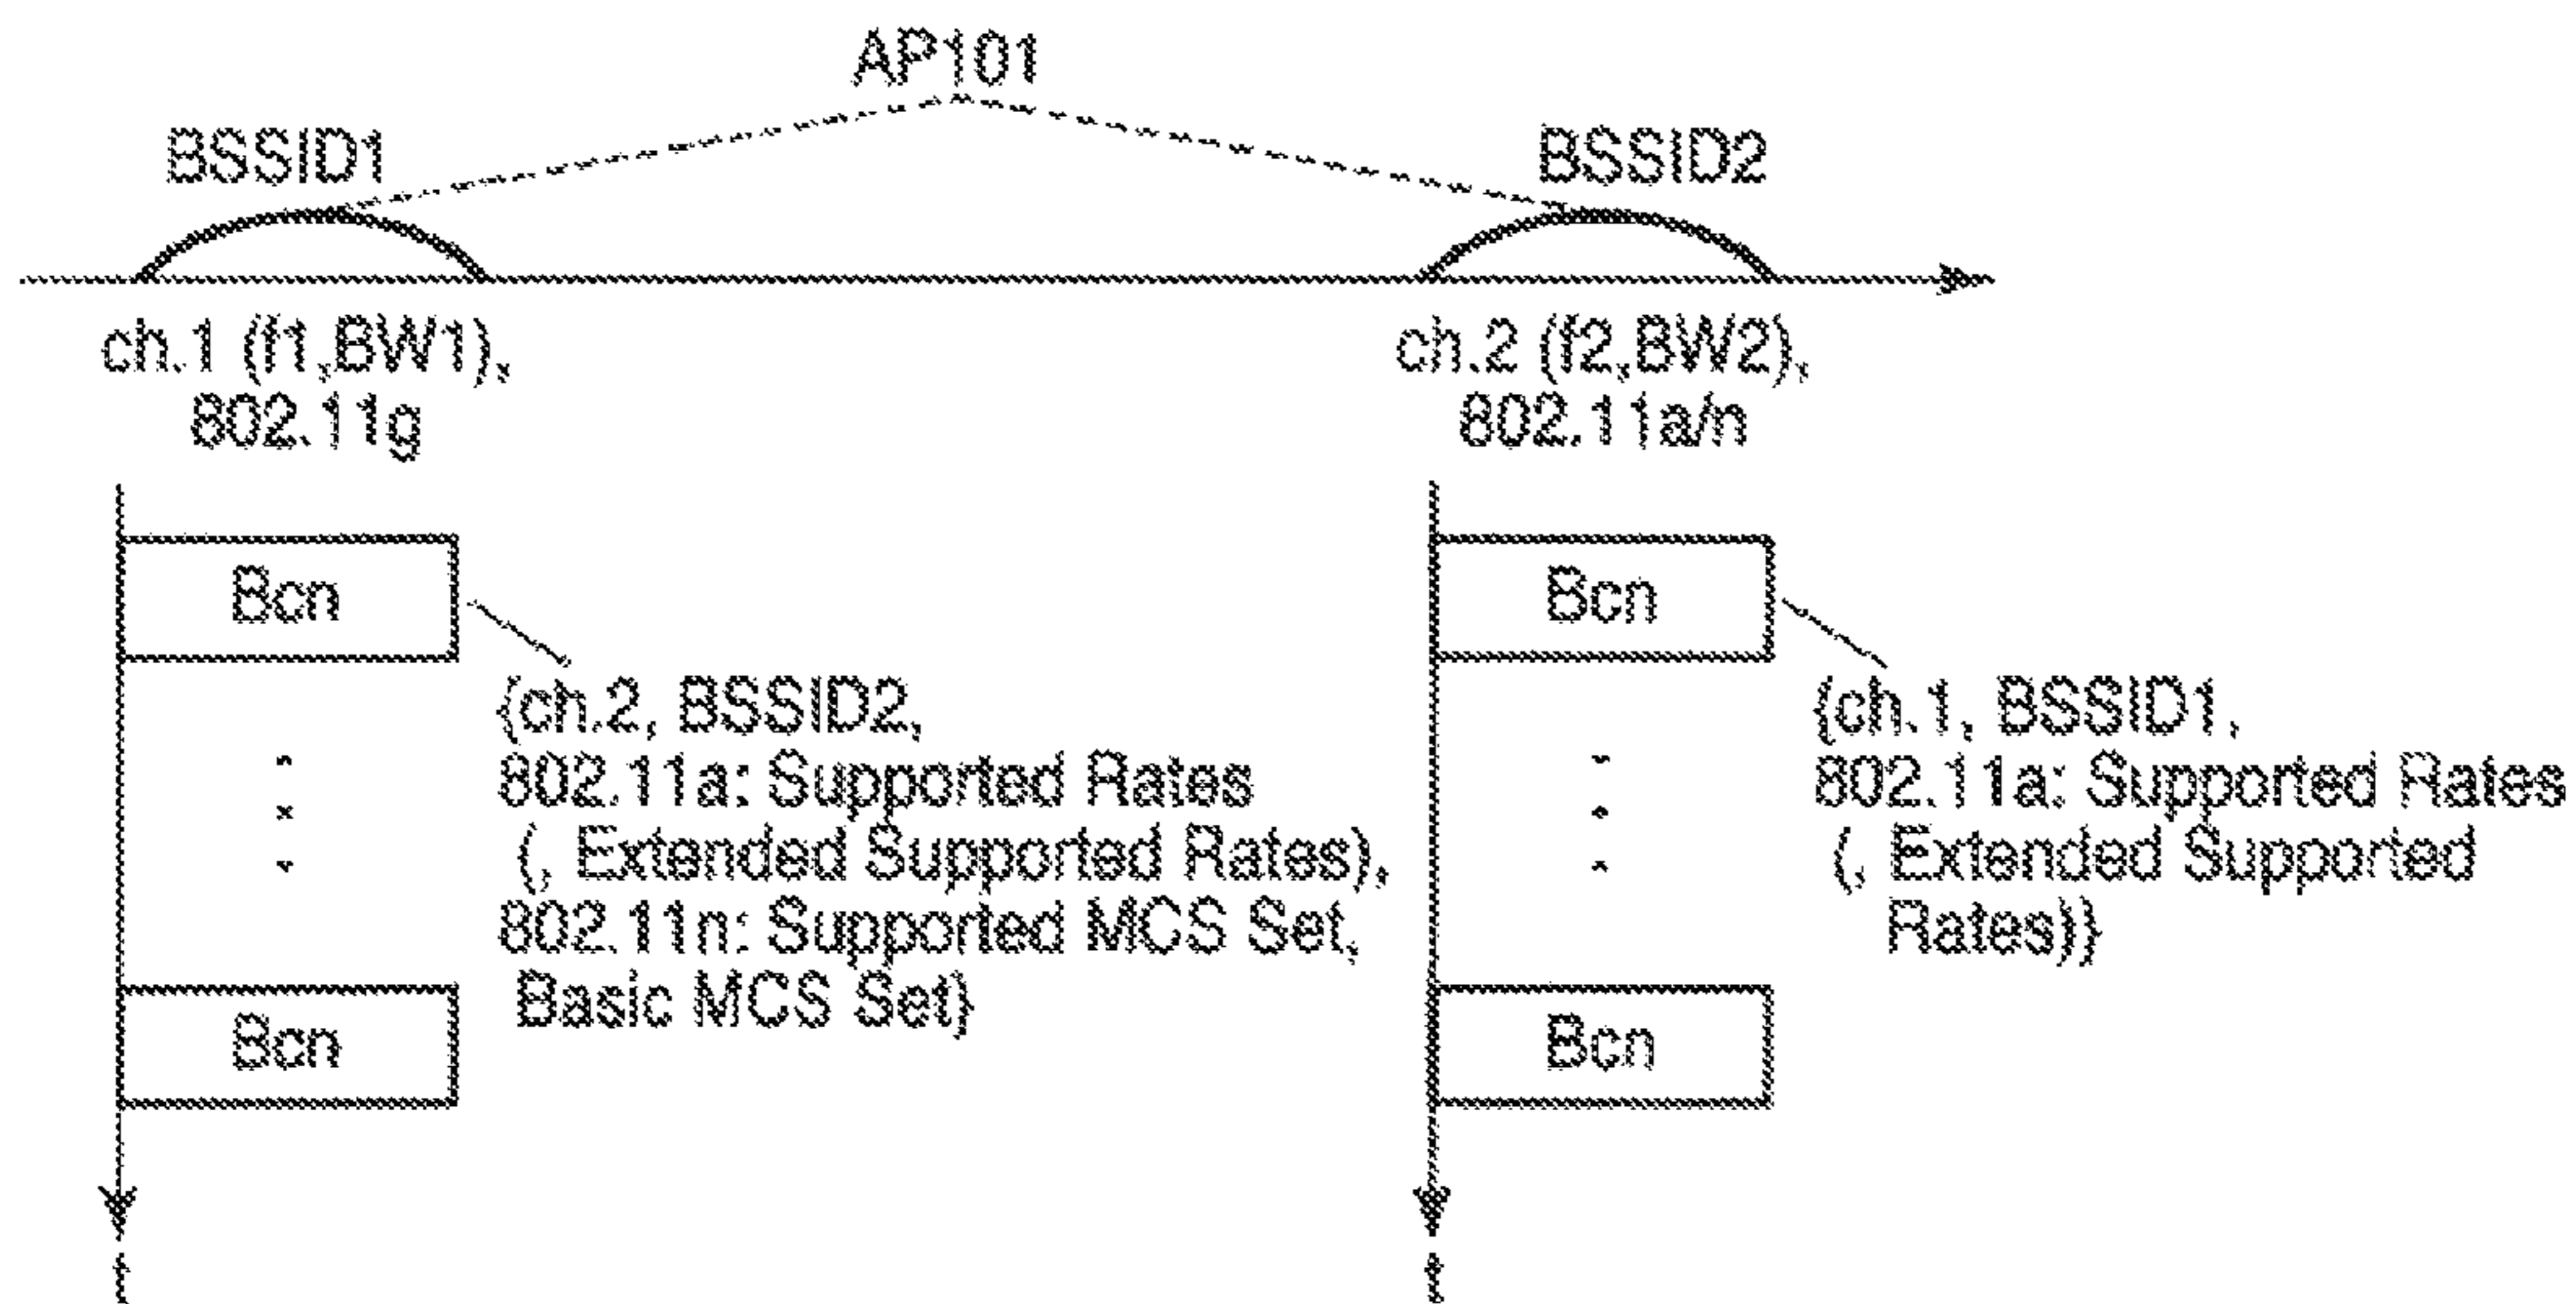 AP101
BSSID1
BSSID2
ch.1 (f1,BW1),
802.11g
ch.2 (f2,BW2),
802.11a/n
Bcn
Bcn
{ch.2, BSSID2,
802.11a: Supported Rates
(, Extended Supported Rates),
802.11n: Supported MCS Set,
Basic MCS Set}
{ch.1, BSSID1,
802.11a: Supported Rates
(, Extended Supported
Rates)}
Bcn
Bcn
t
t